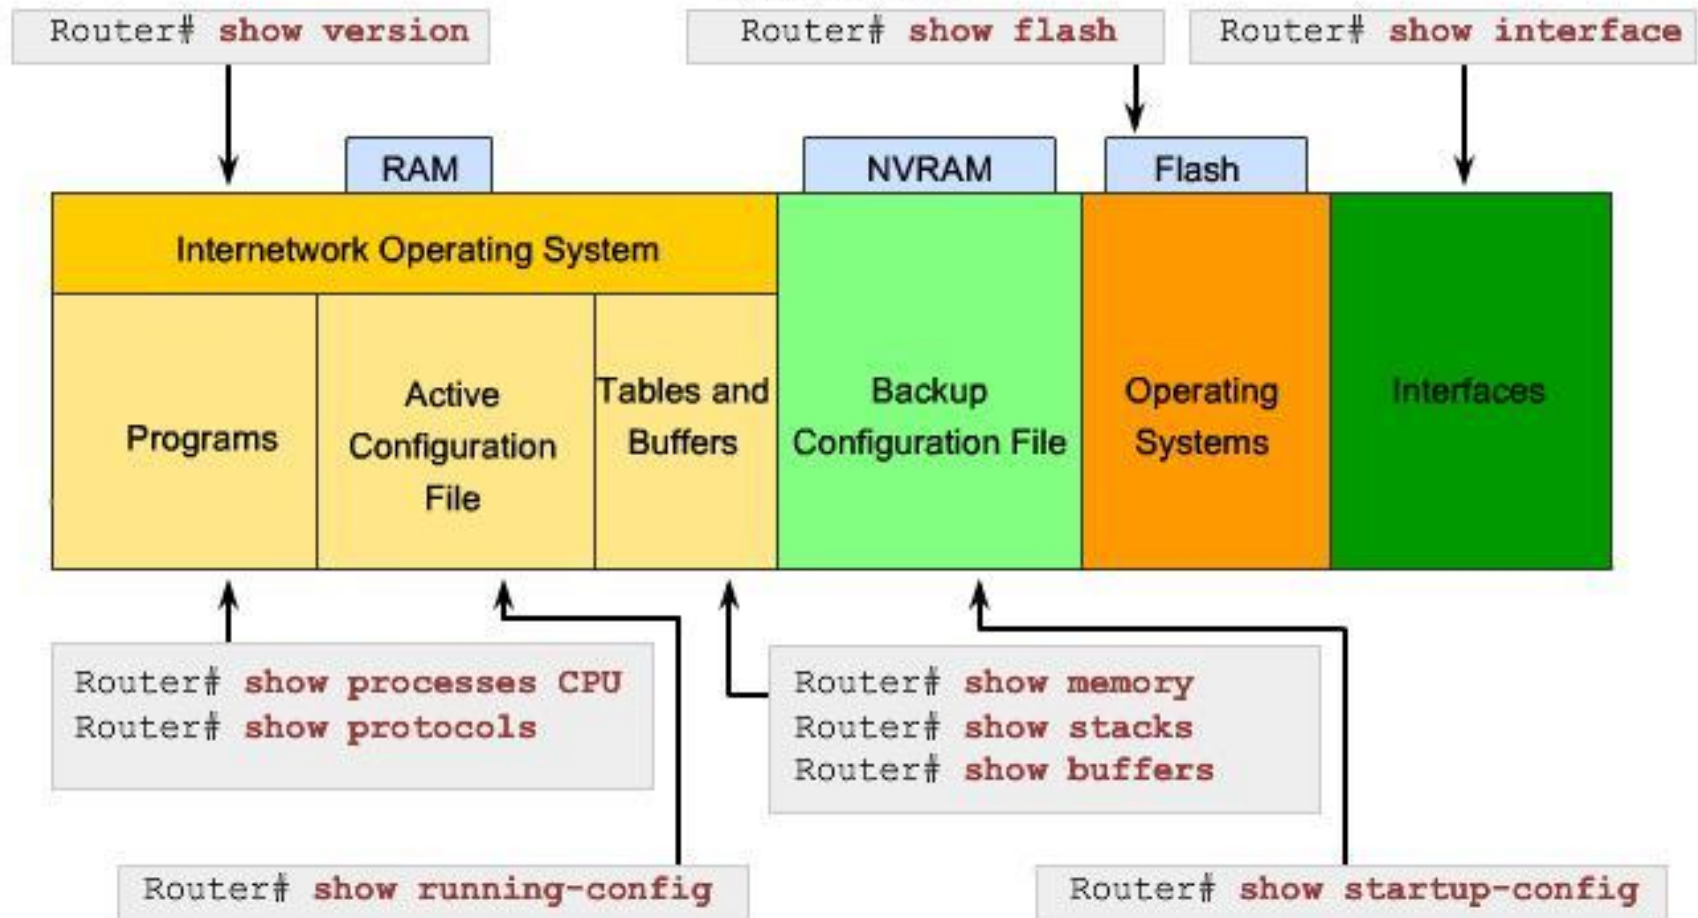 Router# show version
Router# show flash
Router# show interface
RAM
NVRAM
Flash
Internetwork Operating System
Programs
Active
Configuration
File
Tables and
Buffers
Backup
Configuration File
Operating
Systems
Interfaces
Router# show processes CPU
Router# show protocols
Router# show memory
Router# show stacks
Router# show buffers
Router# show running-config
Router# show startup-config